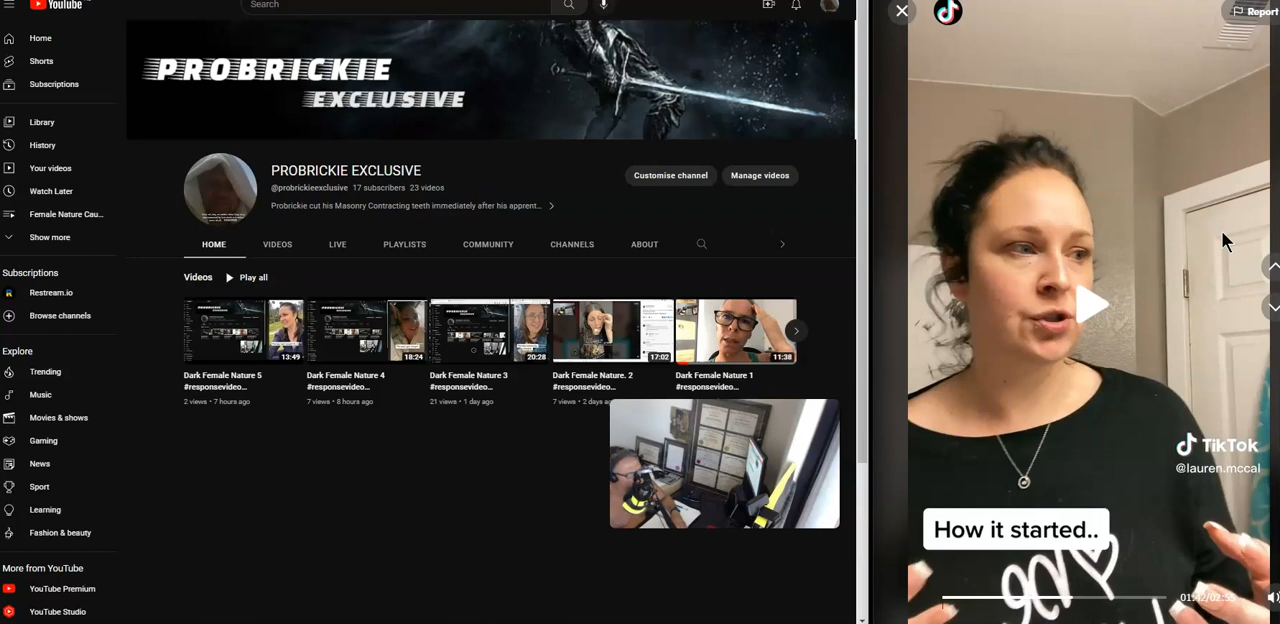 YouTube
Search
Home
Shorts
Subscriptions
Library
History
Your videos
Watch Later
Female Nature Cau...
Show more
Subscriptions
Restream.io
Browse channels
Explore
Trending
Music
Movies & shows
Gaming
News
Sport
Learning
Fashion & beauty
More from YouTube
YouTube Premium
YouTube Studio
PROBRICKIE
EXCLUSIVE
PROBRICKIE EXCLUSIVE
@probrickieexclusive 17 subscribers 23 videos
Probrickie cut his Masonry Contracting teeth immediately after his apprent...
Customise channel
Manage videos
HOME VIDEOS LIVE PLAYLISTS COMMUNITY CHANNELS ABOUT
Videos Play all
13:49
18:24
20:28
17:02
11:38
Dark Female Nature 5
#responsevideo...
2 views • 7 hours ago
Dark Female Nature 4
#responsevideo...
7 views • 8 hours ago
Dark Female Nature 3
#responsevideo...
21 views • 1 day ago
Dark Female Nature. 2
#responsevideo...
7 views • 2 days ago
Dark Female Nature 1
#responsevideo...
Report
TikTok
@lauren.mccal
How it started..
01:42/02:55